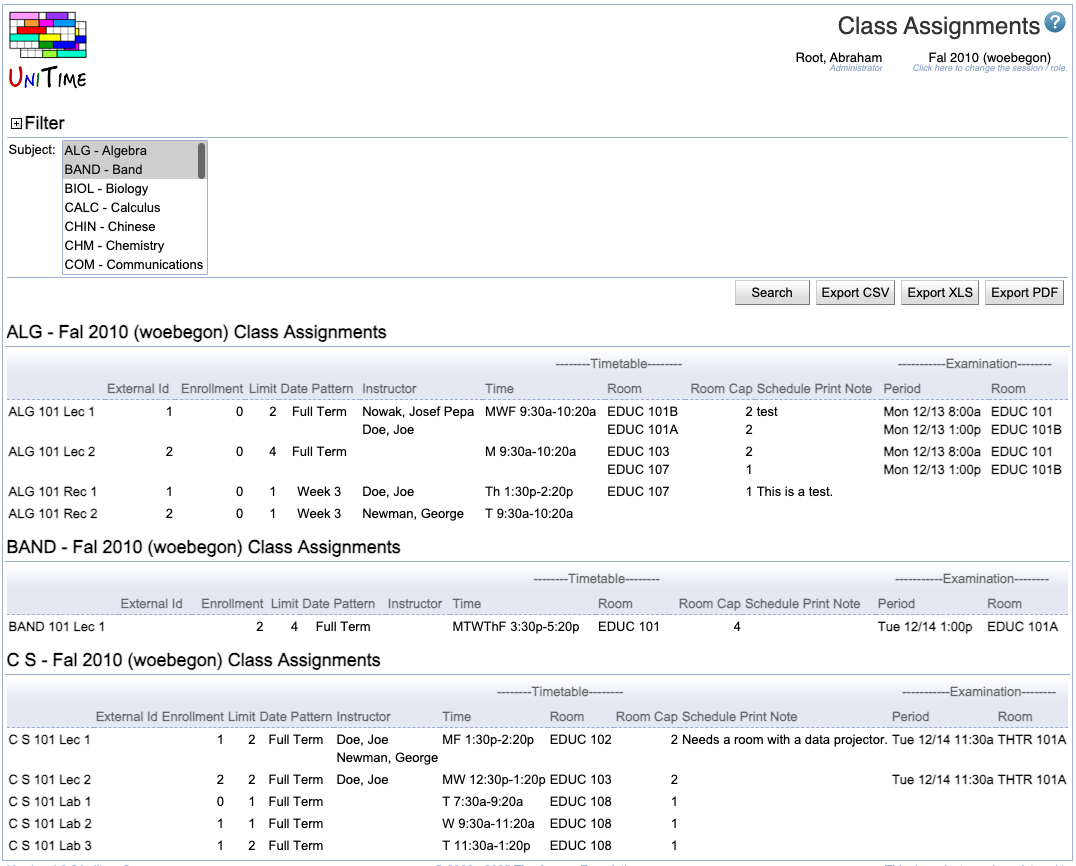 Class Assignments ?
UniTime
Root, Abraham Fal 2010 (woebegon)
Administrator Click here to change the session / role.
Filter
Subject:
ALG - Algebra
BAND - Band
BIOL - Biology
CALC - Calculus
CHIN - Chinese
CHM - Chemistry
COM - Communications
Search Export CSV Export XLS Export PDF
ALG - Fal 2010 (woebegon) Class Assignments
--------Timetable-------- -----------Examination--------
External Id Enrollment Limit Date Pattern Instructor Time Room Room Cap Schedule Print Note Period Room
ALG 101 Lec 1 1 0 2 Full Term Nowak, Josef Pepa MWF 9:30a-10:20a EDUC 101B 2 test Mon 12/13 8:00a EDUC 101
Doe, Joe EDUC 101A 2 Mon 12/13 1:00p EDUC 101B
ALG 101 Lec 2 2 0 4 Full Term M 9:30a-10:20a EDUC 103 2 Mon 12/13 8:00a EDUC 101
EDUC 107 1 Mon 12/13 1:00p EDUC 101B
ALG 101 Rec 1 1 0 1 Week 3 Doe, Joe Th 1:30p-2:20p EDUC 107 1 This is a test.
ALG 101 Rec 2 2 0 1 Week 3 Newman, George T 9:30a-10:20a
BAND - Fal 2010 (woebegon) Class Assignments
--------Timetable-------- -----------Examination--------
External Id Enrollment Limit Date Pattern Instructor Time Room Room Cap Schedule Print Note Period Room
BAND 101 Lec 1 2 4 Full Term MTWThF 3:30p-5:20p EDUC 101 4 Tue 12/14 1:00p EDUC 101A
C S - Fal 2010 (woebegon) Class Assignments
--------Timetable-------- -----------Examination--------
External Id Enrollment Limit Date Pattern Instructor Time Room Room Cap Schedule Print Note Period Room
C S 101 Lec 1 1 2 Full Term Doe, Joe MF 1:30p-2:20p EDUC 102 2 Needs a room with a data projector. Tue 12/14 11:30a THTR 101A
Newman, George
C S 101 Lec 2 2 2 Full Term Doe, Joe MW 12:30p-1:20p EDUC 103 2 Tue 12/14 11:30a THTR 101A
C S 101 Lab 1 0 1 Full Term T 7:30a-9:20a EDUC 108 1
C S 101 Lab 2 1 1 Full Term W 9:30a-11:20a EDUC 108 1
C S 101 Lab 3 1 2 Full Term T 11:30a-1:20p EDUC 108 1